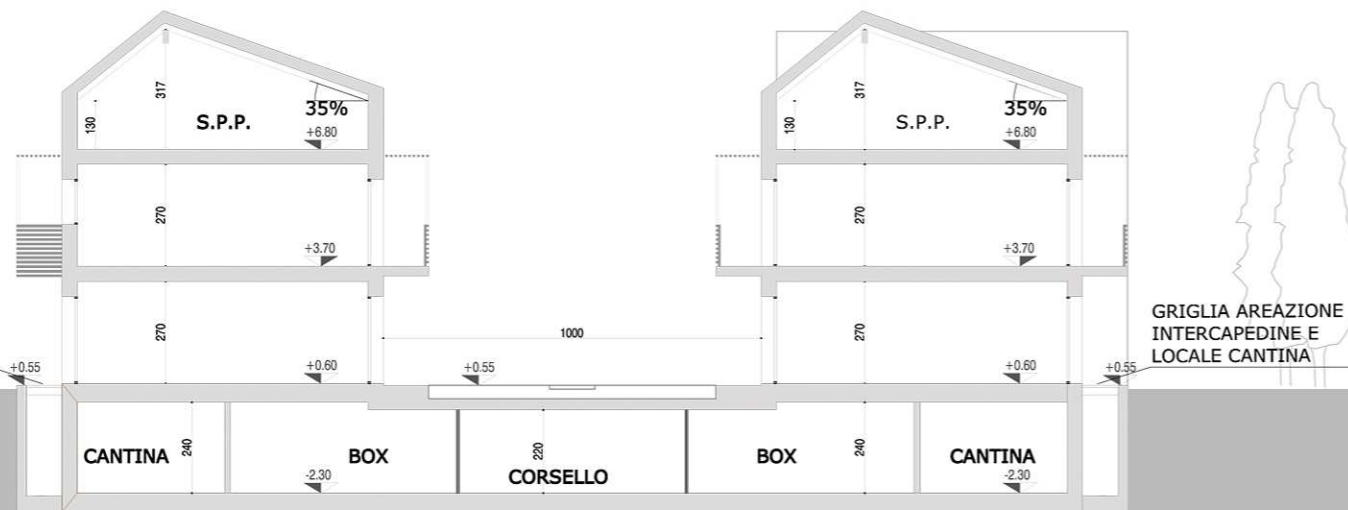 317
35%
317
35%
130
S.P.P.
+6.80
130
S.P.P.
+6.80
270
+3.70
270
+3.70
GRIGLIA AREAZIONE
INTERCAPEDINE E
LOCALE CANTINA
270
1000
270
+0.55
+0.60
+0.55
+0.60
+0.55
CANTINA
240
BOX
220
BOX
240
CANTINA
-2.30
CORSELLO
-2.30